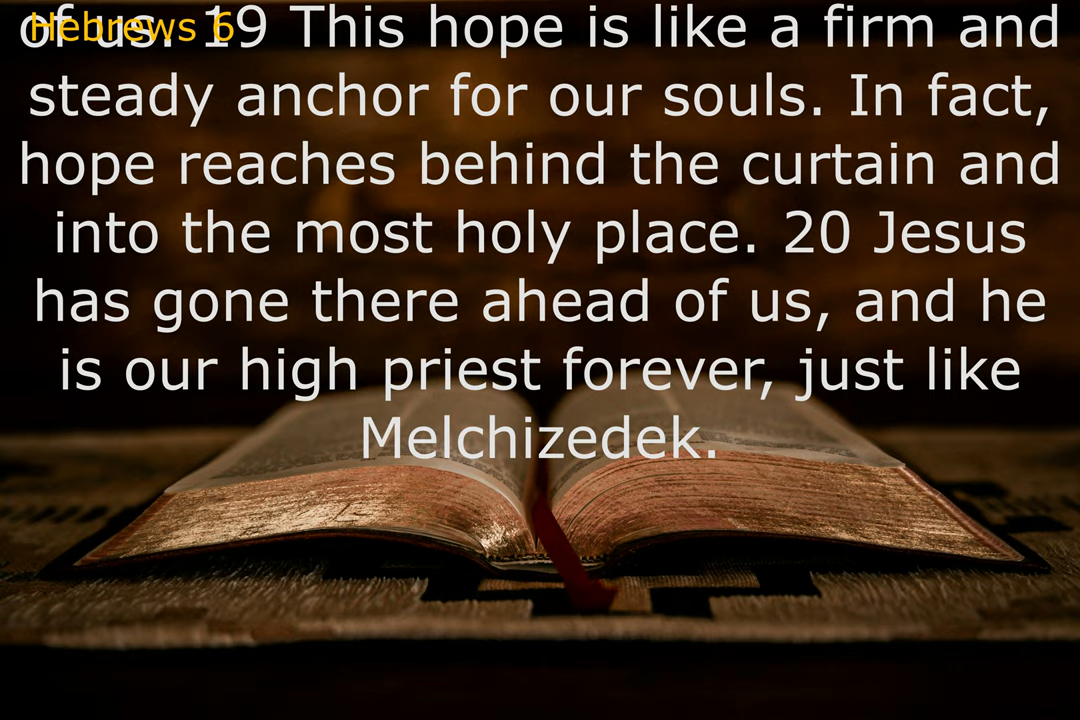 Hebrews 6
of us. 19 This hope is like a firm and
steady anchor for our souls. In fact,
hope reaches behind the curtain and
into the most holy place. 20 Jesus
has gone there ahead of us, and he
is our high priest forever, just like
Melchizedek.